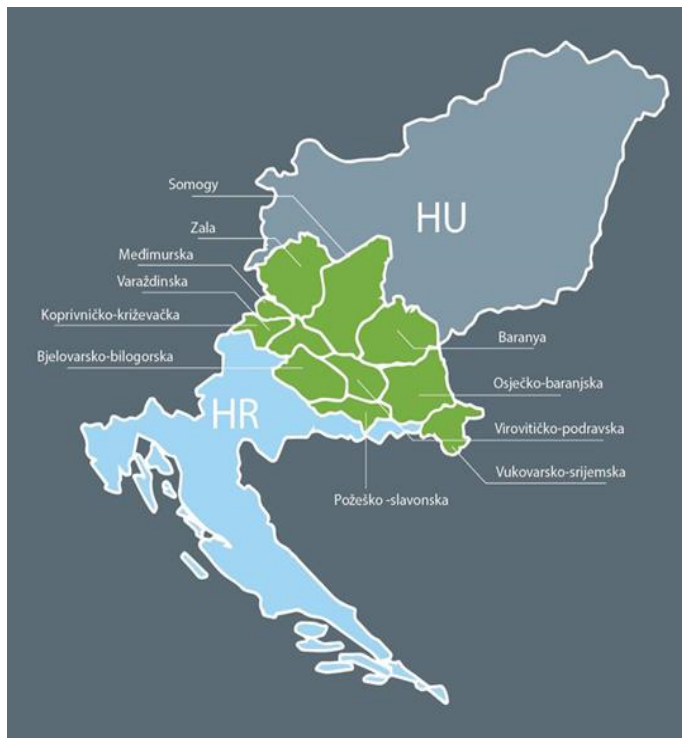 Somogy
HU
Zala
Međimurska
Varaždinska
Koprivničko-križevačka
Baranya
Bjelovarsko-bilogorska
Osječko-baranjska
HR
Virovitičko-podravska
Vukovarsko-srijemska
Požeško -slavonska